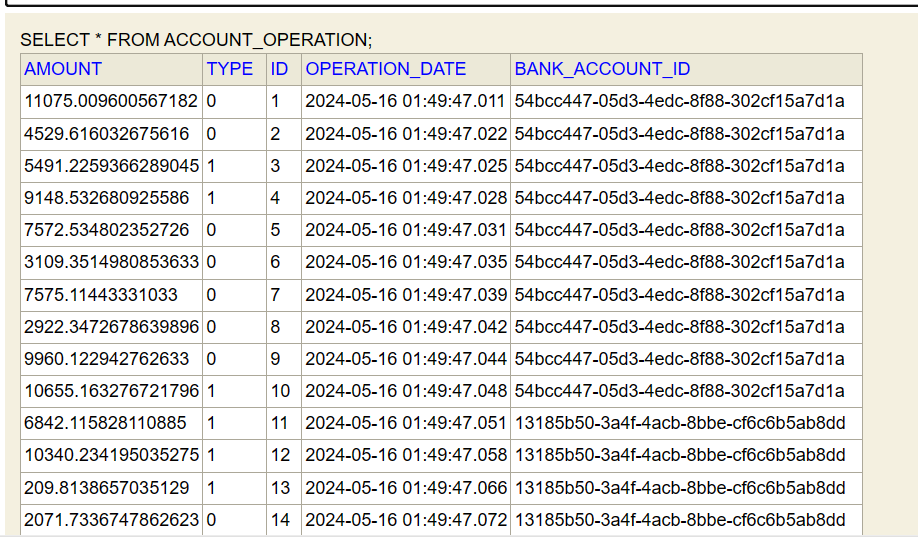 SELECT * FROM ACCOUNT_OPERATION;
AMOUNT TYPE ID OPERATION_DATE BANK_ACCOUNT_ID
11075.009600567182 0 1 2024-05-16 01:49:47.011 54bcc447-05d3-4edc-8f88-302cf15a7d1a
4529.616032675616 0 2 2024-05-16 01:49:47.022 54bcc447-05d3-4edc-8f88-302cf15a7d1a
5491.2259366289045 1 3 2024-05-16 01:49:47.025 54bcc447-05d3-4edc-8f88-302cf15a7d1a
9148.532680925586 1 4 2024-05-16 01:49:47.028 54bcc447-05d3-4edc-8f88-302cf15a7d1a
7572.534802352726 0 5 2024-05-16 01:49:47.031 54bcc447-05d3-4edc-8f88-302cf15a7d1a
3109.3514980853633 0 6 2024-05-16 01:49:47.035 54bcc447-05d3-4edc-8f88-302cf15a7d1a
7575.11443331033 0 7 2024-05-16 01:49:47.039 54bcc447-05d3-4edc-8f88-302cf15a7d1a
2922.3472678639896 0 8 2024-05-16 01:49:47.042 54bcc447-05d3-4edc-8f88-302cf15a7d1a
9960.122942762633 0 9 2024-05-16 01:49:47.044 54bcc447-05d3-4edc-8f88-302cf15a7d1a
10655.163276721796 1 10 2024-05-16 01:49:47.048 54bcc447-05d3-4edc-8f88-302cf15a7d1a
6842.115828110885 1 11 2024-05-16 01:49:47.051 13185b50-3a4f-4acb-8bbe-cf6c6b5ab8dd
10340.234195035275 1 12 2024-05-16 01:49:47.058 13185b50-3a4f-4acb-8bbe-cf6c6b5ab8dd
209.8138657035129 1 13 2024-05-16 01:49:47.066 13185b50-3a4f-4acb-8bbe-cf6c6b5ab8dd
2071.7336747862623 0 14 2024-05-16 01:49:47.072 13185b50-3a4f-4acb-8bbe-cf6c6b5ab8dd